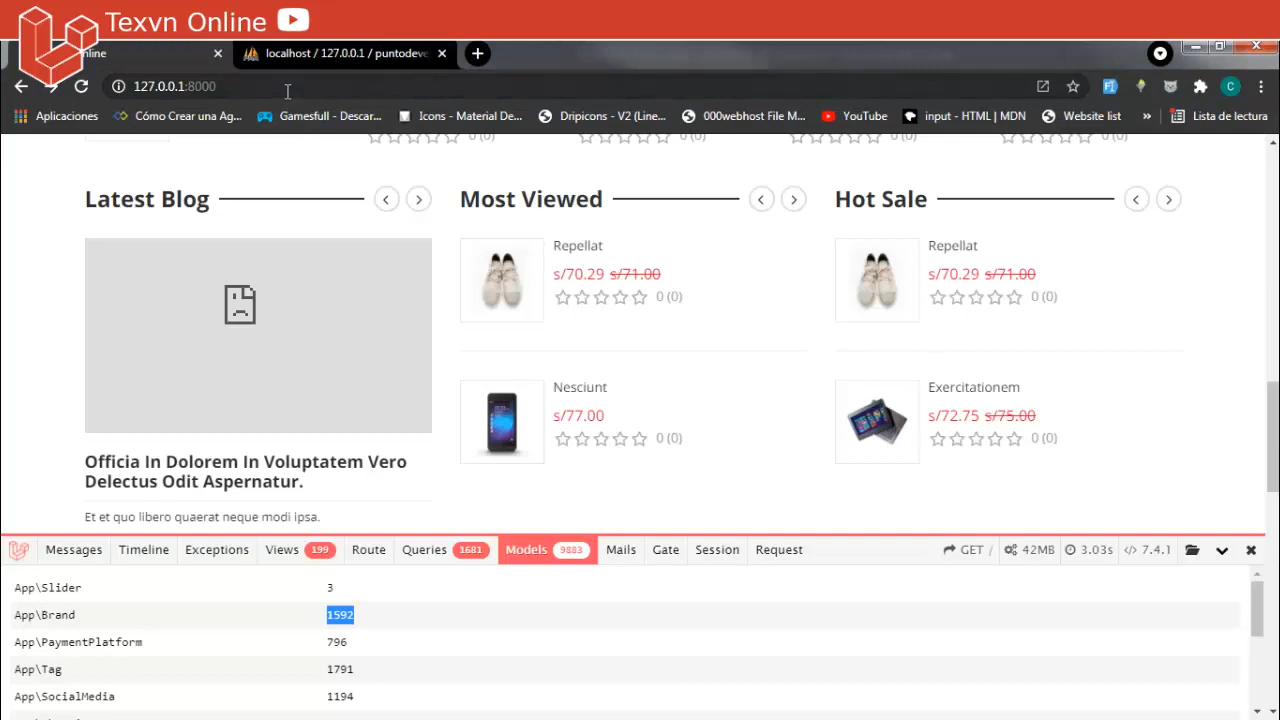 Texvn Online
nline
localhost / 127.0.0.1 / puntodeve
127.0.0.1:8000
C
Aplicaciones
Cómo Crear una Ag...
Gamesfull - Descar...
Icons - Material De...
Dripicons - V2 (Line...
000webhost File M...
YouTube
input - HTML | MDN
Website list
»
Lista de lectura
0 (0)
0 (0)
0 (0)
0 (0)
Latest Blog
Most Viewed
Hot Sale
Repellat
s/70.29 s/71.00
0 (0)
Repellat
s/70.29 s/71.00
0 (0)
Nesciunt
s/77.00
0 (0)
Exercitationem
s/72.75 s/75.00
0 (0)
Officia In Dolorem In Voluptatem Vero
Delectus Odit Aspernatur.
Et et quo libero quaerat neque modi ipsa.
Messages Timeline Exceptions Views 199 Route Queries 1681 Models 9883 Mails Gate Session Request GET / 42MB 3.03s 7.4.1
App\Slider 3
App\Brand 1592
App\PaymentPlatform 796
App\Tag 1791
App\SocialMedia 1194